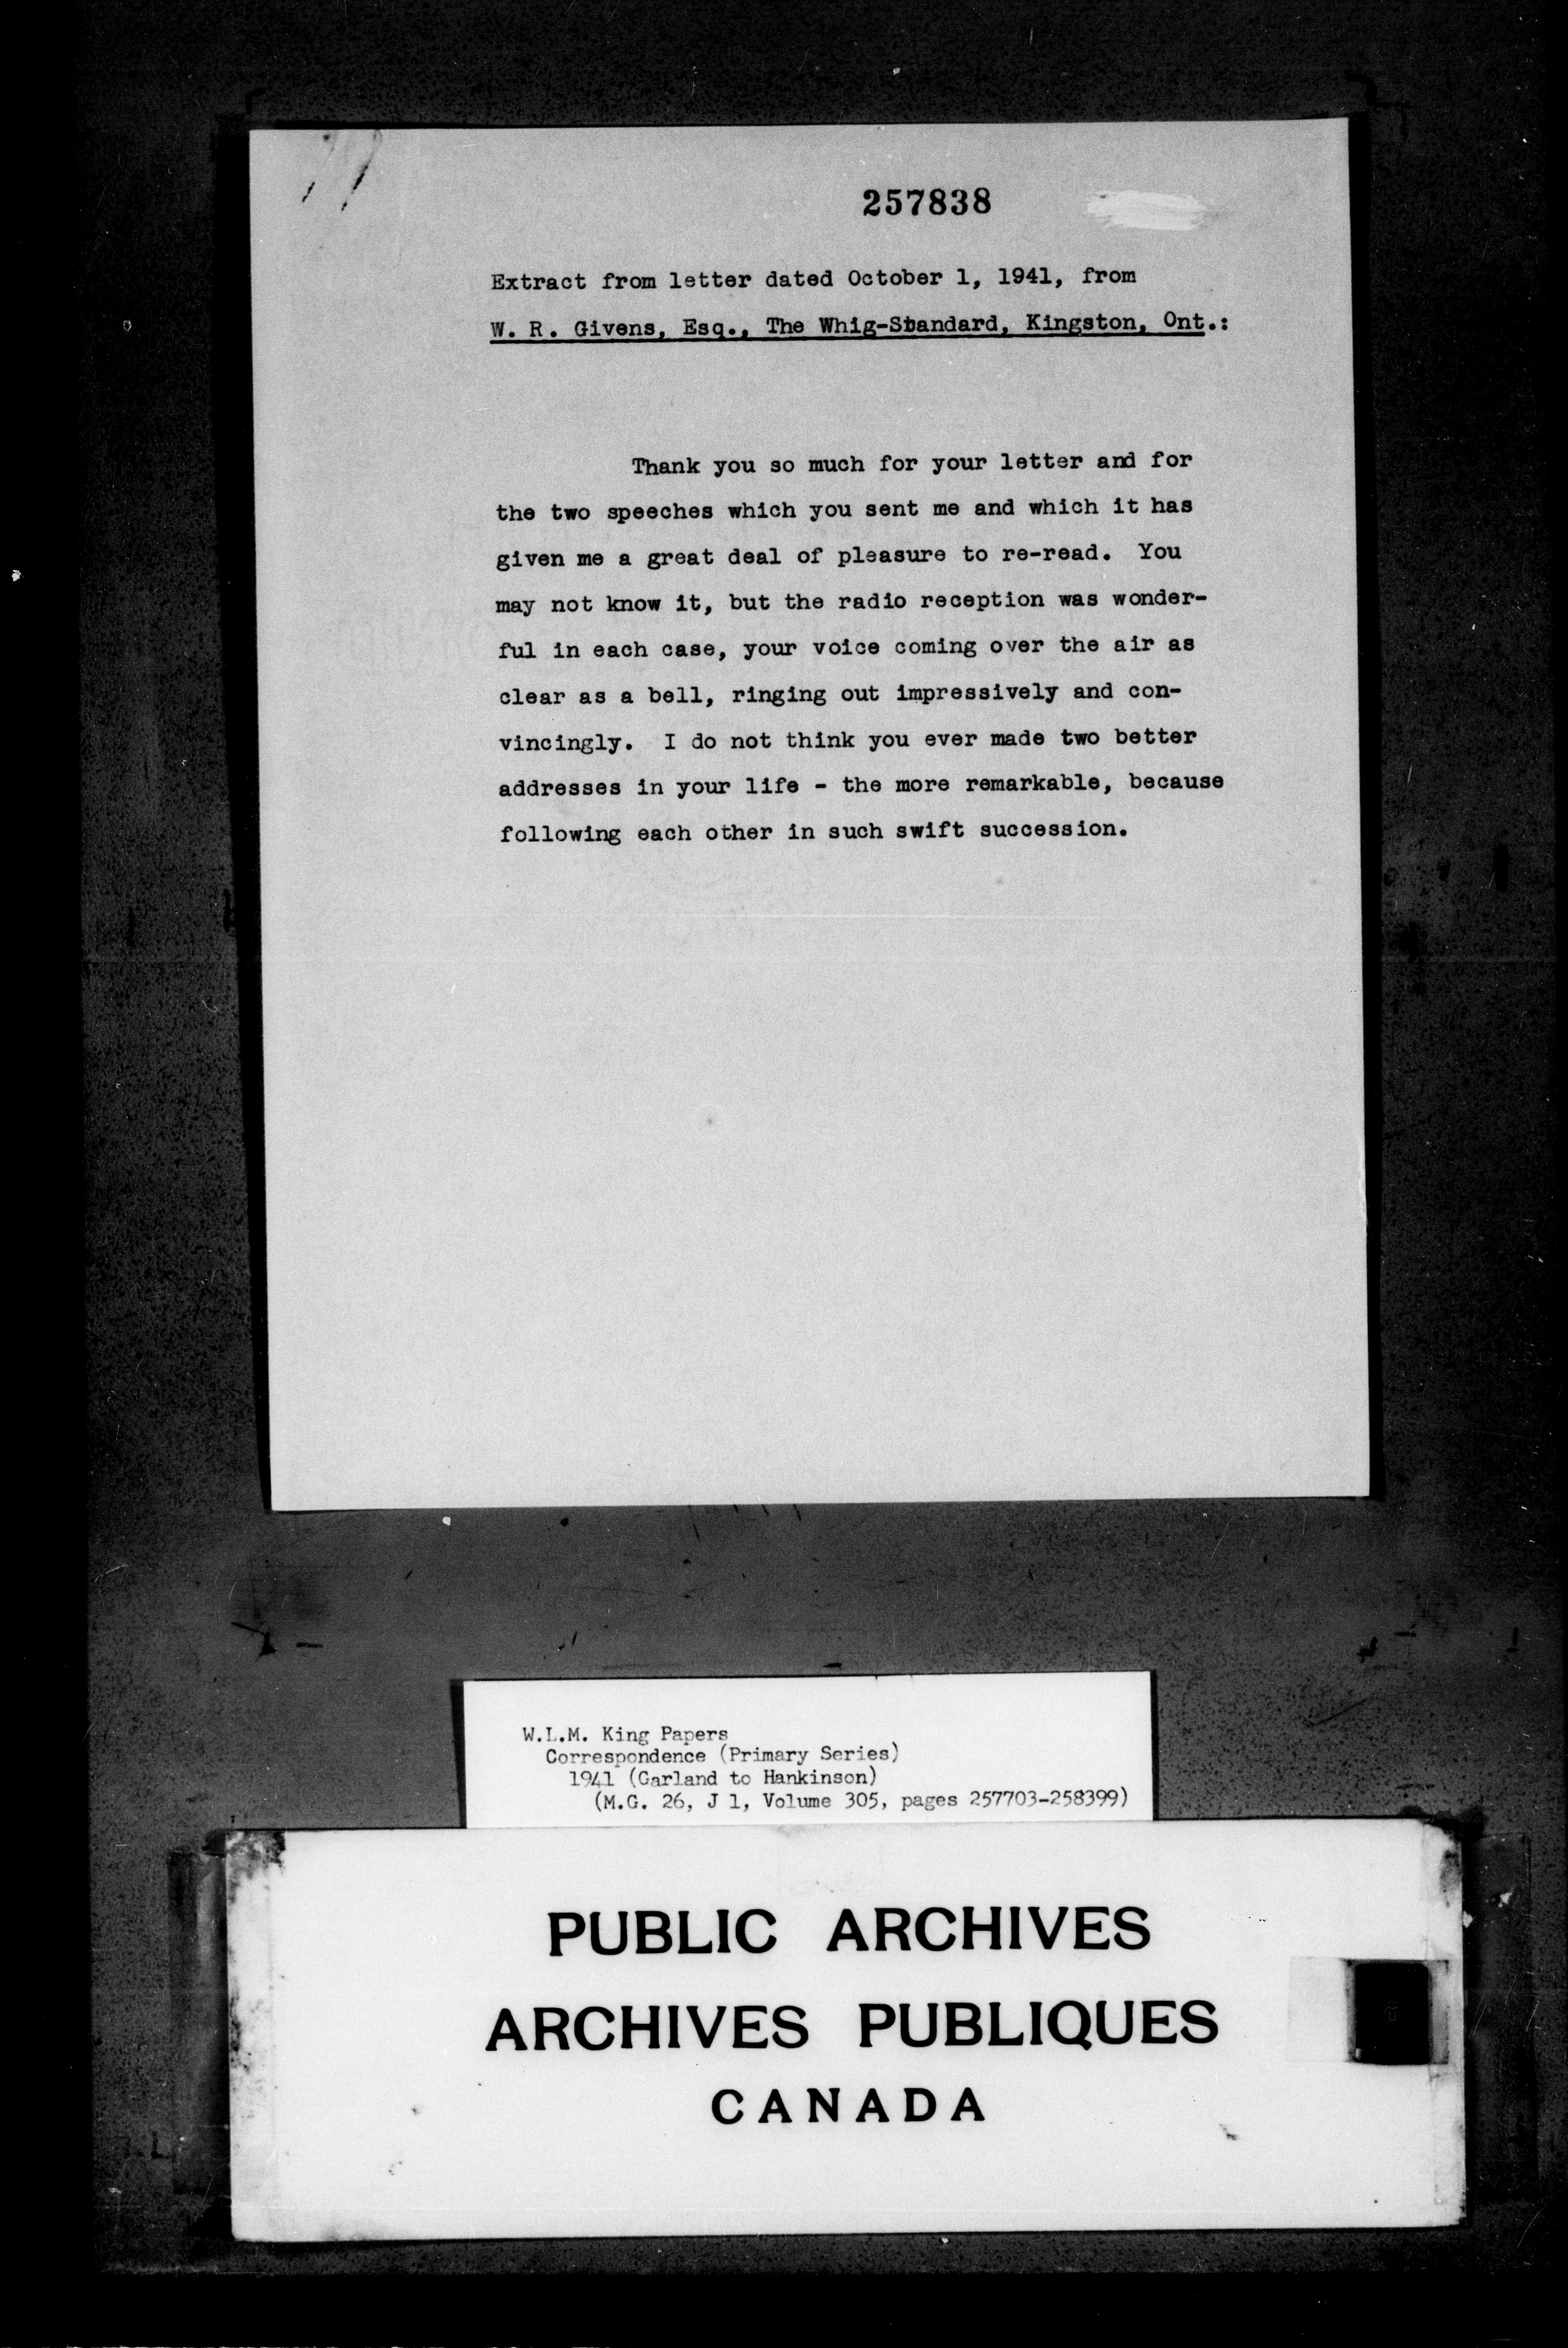 257838
Extract from letter dated October 1, 1941, from
W. R. Givens, Esq., The Whig-Standard, Kingston, Ont.:
Thank you so much for your letter and for
the two speeches which you sent me and which it has
given me a great deal of pleasure to re-read. You
may not know it, but the radio reception was wonder-
ful in each case, your voice coming over the air as
clear as a bell, ringing out impressively and con-
vincingly. I do not think you ever made two better
addresses in your life - the more remarkable, because
following each other in such swift succession.
W.L.M. King Papers
Correspondence (Primary Series)
1941 (Garland to Hankinson)
(M.G. 26, J 1, Volume 305, pages 257703-258399)
PUBLIC ARCHIVES
ARCHIVES PUBLIQUES
CANADA